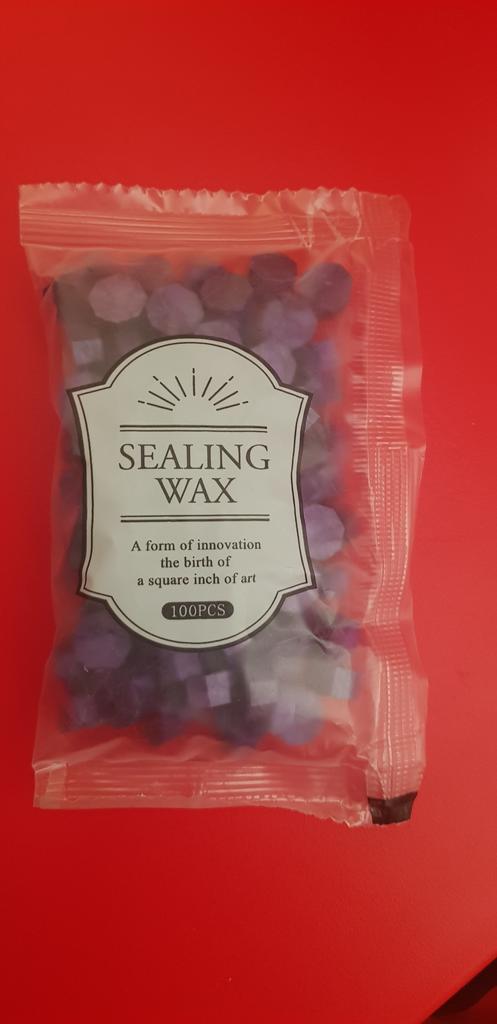 SEALING
WAX
A form of innovation
the birth of
a square inch of art
100PCS